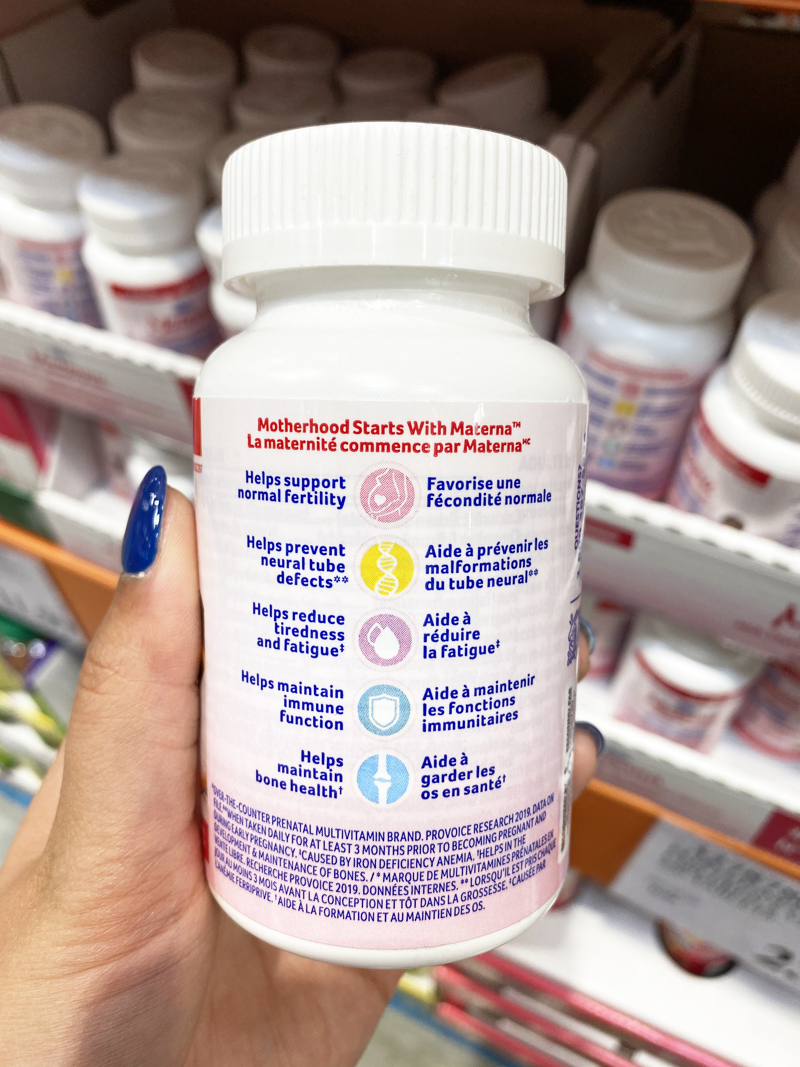 Motherhood Starts With Materna™
La maternité commence par Materna ᴹᶜ
Helps support
normal fertility
Favorise une
fécondité normale
Helps prevent
neural tube
defects**
Aide à prévenir les
malformations
du tube neural**
Helps reduce
tiredness
and fatigue‡
Aide à
réduire
la fatigue‡
Helps maintain
immune
function
Aide à maintenir
les fonctions
immunitaires
Helps
maintain
bone health†
Aide à
garder les
os en santé†
*OVER-THE-COUNTER PRENATAL MULTIVITAMIN BRAND. PROVOICE RESEARCH 2019. DATA ON
FILE **WHEN TAKEN DAILY FOR AT LEAST 3 MONTHS PRIOR TO BECOMING PREGNANT AND
DURING EARLY PREGNANCY. ‡CAUSED BY IRON DEFICIENCY ANEMIA. †HELPS IN THE
DEVELOPMENT & MAINTENANCE OF BONES. / * MARQUE DE MULTIVITAMINES PRÉNATALES EN
VENTE LIBRE. RECHERCHE PROVOICE 2019. DONNÉES INTERNES. ** LORSQU'IL EST PRIS CHAQUE
JOUR AU MOINS 3 MOIS AVANT LA CONCEPTION ET TÔT DANS LA GROSSESSE. ‡CAUSÉE PAR
L'ANÉMIE FERRIPRIVE. †AIDE À LA FORMATION ET AU MAINTIEN DES OS.
QUESTIONS?